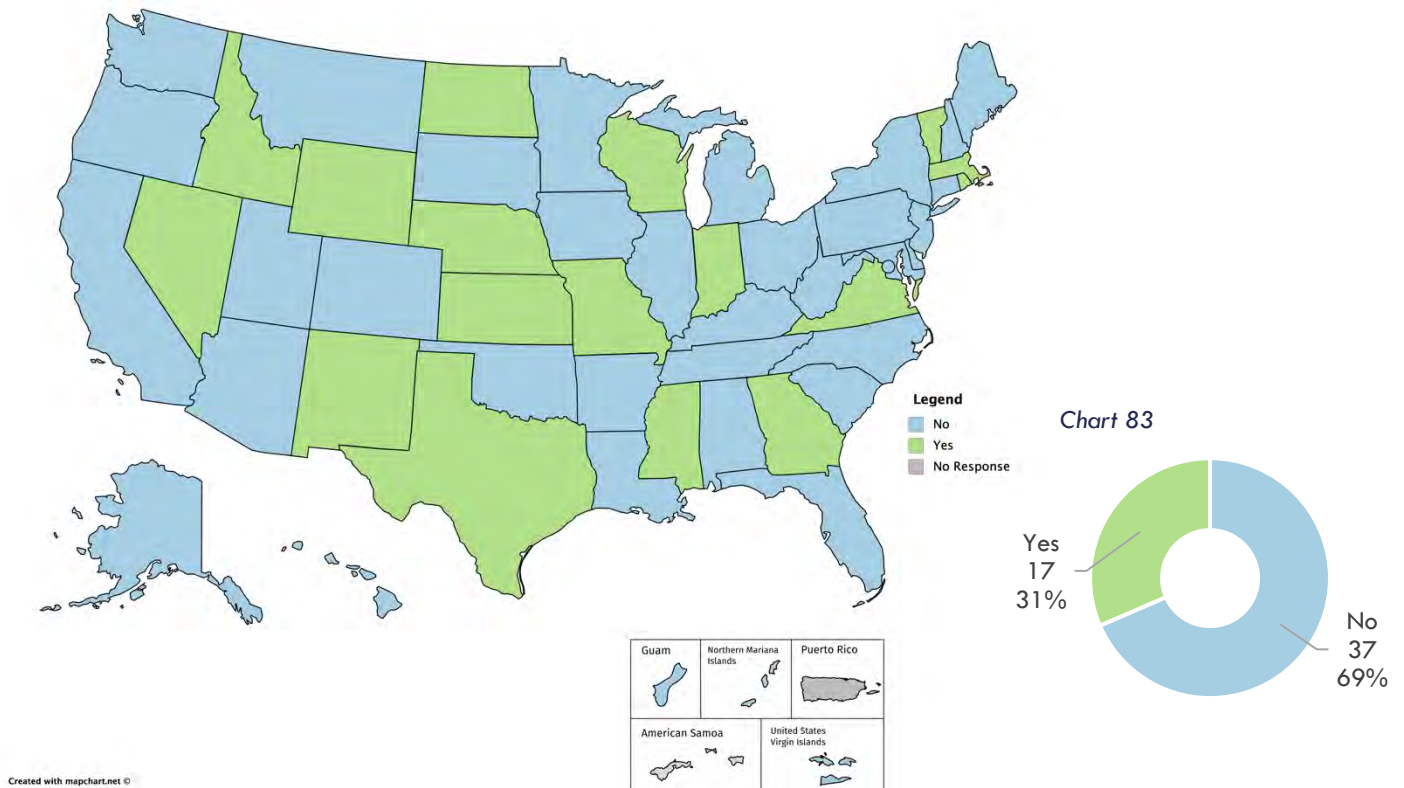 Legend
No
Yes
No Response
Chart 83
Yes
17
31%
No
37
69%
Guam
Northern Mariana
Islands
Puerto Rico
American Samoa
United States
Virgin Islands
Created with mapchart.net ©